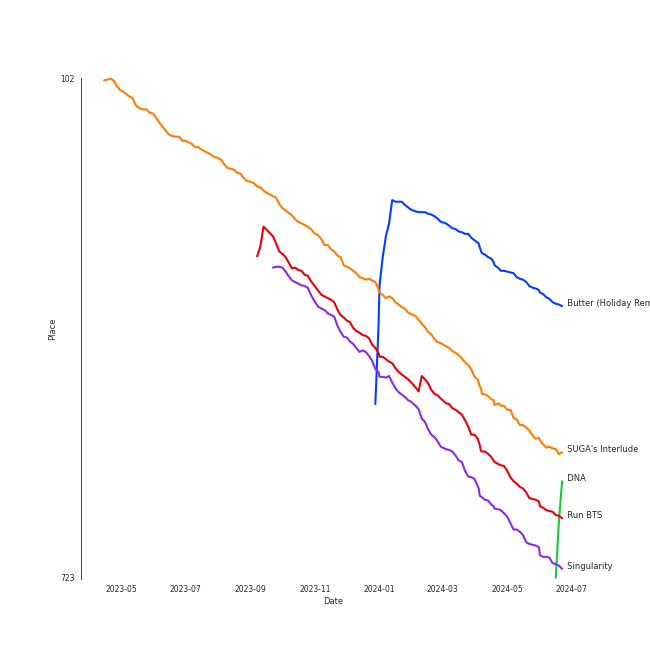 102
Place
723
2023-05 2023-07 2023-09 2023-11 2024-01 2024-03 2024-05 2024-07
Date
Butter (Holiday Rem
SUGA's Interlude
DNA
Run BTS
Singularity